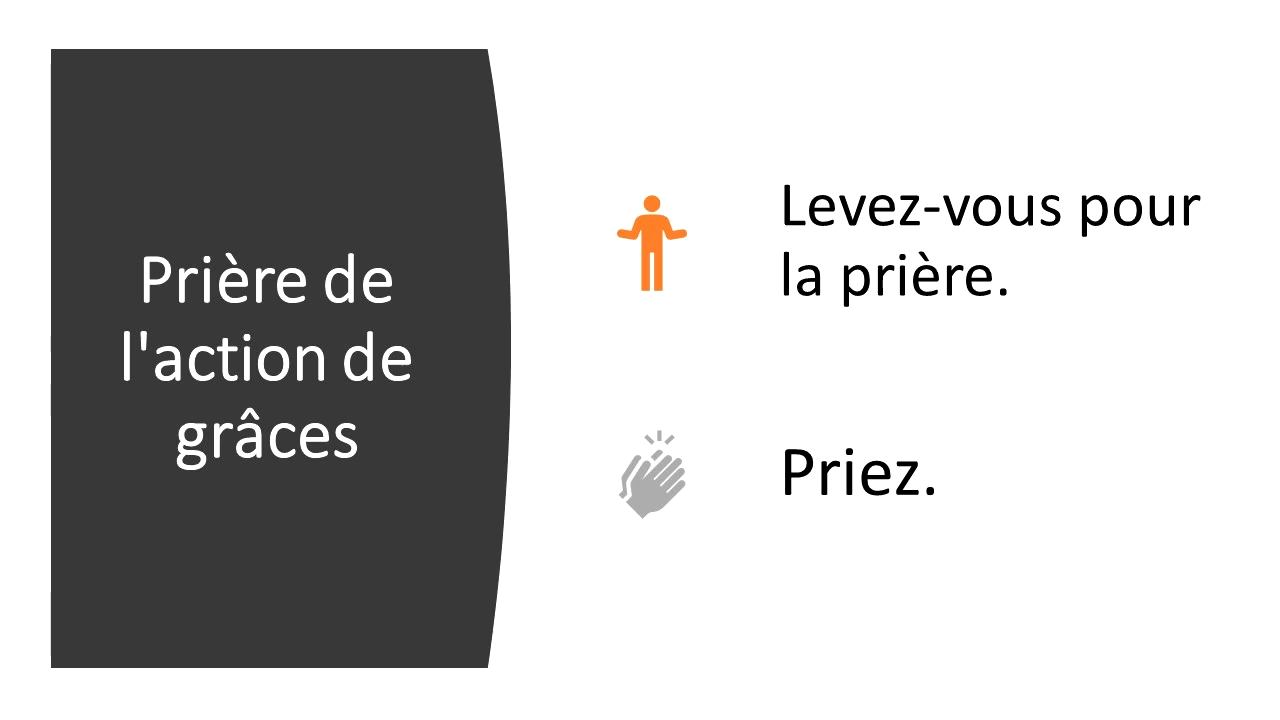 Prière de
l'action de
grâces
Levez-vous pour
la prière.
Priez.